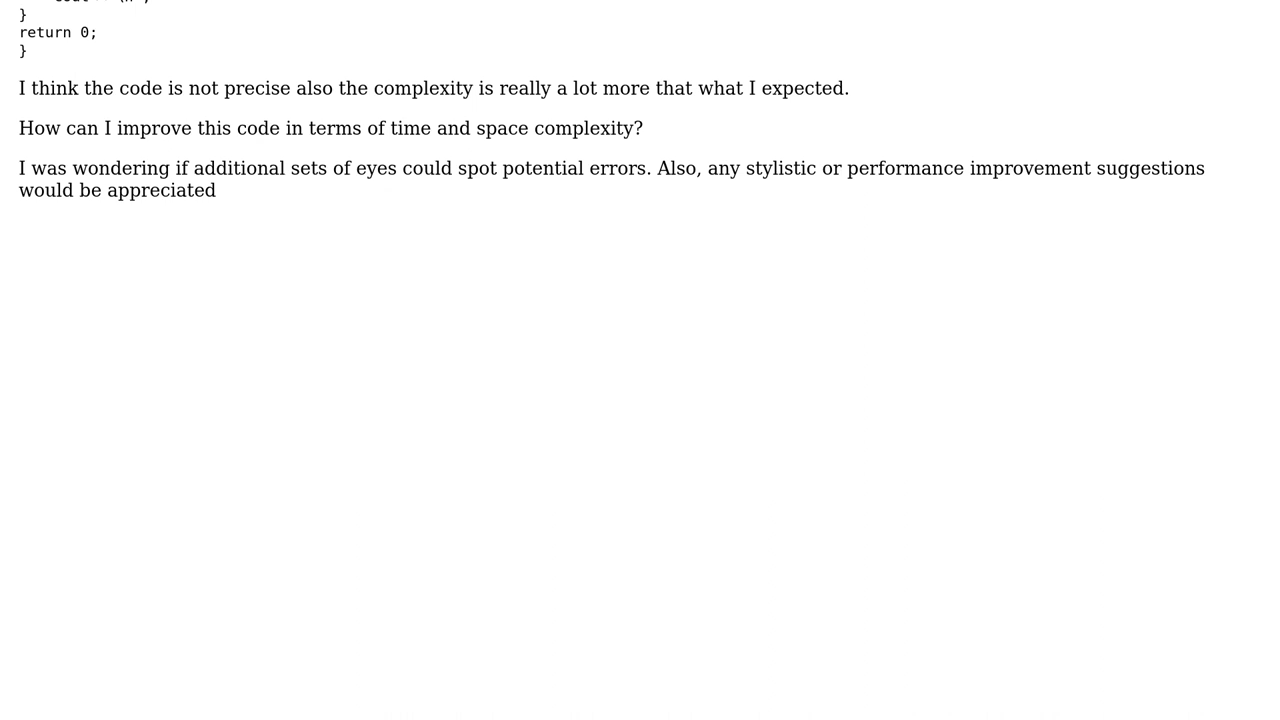 }
return 0;
}
I think the code is not precise also the complexity is really a lot more that what I expected.
How can I improve this code in terms of time and space complexity?
I was wondering if additional sets of eyes could spot potential errors. Also, any stylistic or performance improvement suggestions
would be appreciated